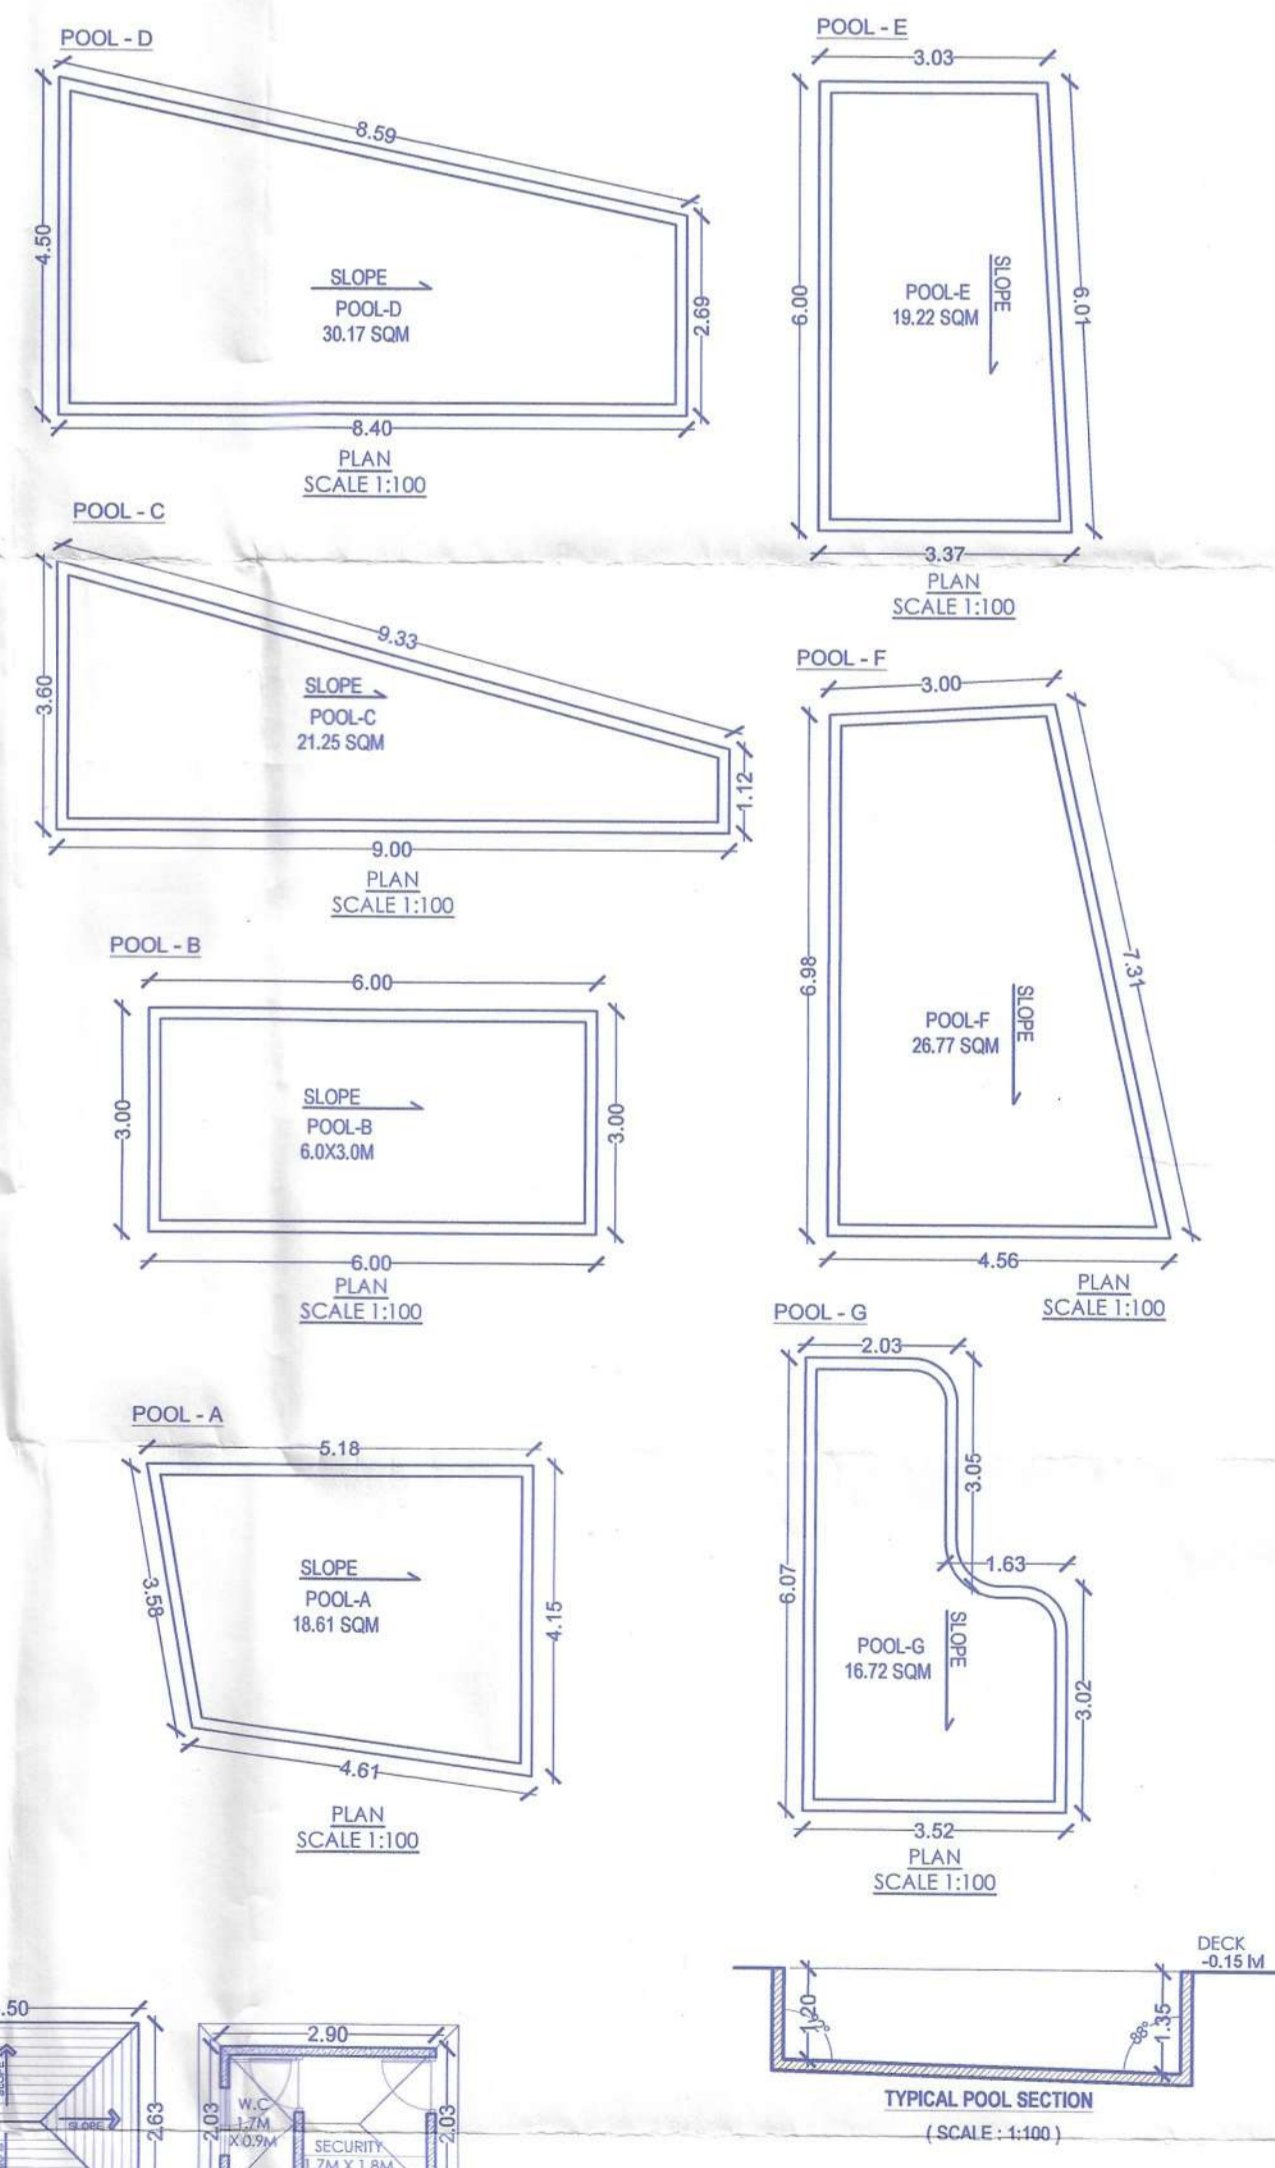 POOL - D
8.59
4.50
SLOPE
POOL-D
30.17 SQM
2.69
8.40
PLAN
SCALE 1:100
POOL - C
9.33
3.60
SLOPE
POOL-C
21.25 SQM
1.12
9.00
PLAN
SCALE 1:100
POOL - B
6.00
3.00
SLOPE
POOL-B
6.0X3.0M
3.00
6.00
PLAN
SCALE 1:100
POOL - A
5.18
3.58
SLOPE
POOL-A
18.61 SQM
4.15
4.61
PLAN
SCALE 1:100
POOL - E
3.03
6.00
POOL-E
19.22 SQM
SLOPE
6.01
3.37
PLAN
SCALE 1:100
POOL - F
3.00
6.98
POOL-F
26.77 SQM
SLOPE
7.31
4.56
PLAN
SCALE 1:100
POOL - G
2.03
3.05
6.07
1.63
POOL-G
16.72 SQM
SLOPE
3.02
3.52
PLAN
SCALE 1:100
DECK
-0.15 lvl
1.20
88°
1.35
TYPICAL POOL SECTION
( SCALE : 1:100 )
.50
SLOPE
SLOPE
2.63
2.90
2.03
W.C
1.7M
X 0.9M
SECURITY
1.7M X 1.8M
2.03